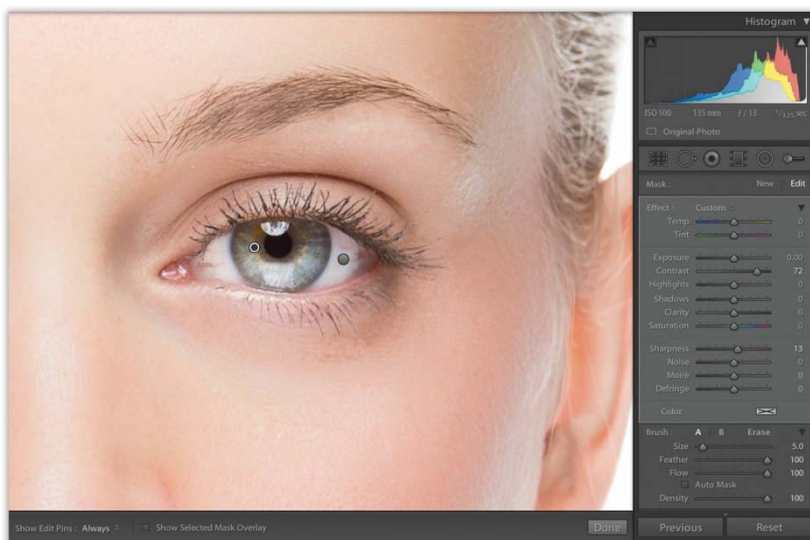 Histogram
ISO 100 135 mm ƒ / 13 1/125 sec
Original Photo
Mask : New Edit
Effect : Custom
Temp 0
Tint 0
Exposure 0.00
Contrast 72
Highlights 0
Shadows 0
Clarity 0
Saturation 0
Sharpness 13
Noise 0
Moiré 0
Defringe 0
Color
Brush : A B Erase
Size 5.0
Feather 100
Flow 100
Auto Mask
Density 100
Show Edit Pins : Always Show Selected Mask Overlay Done Previous Reset